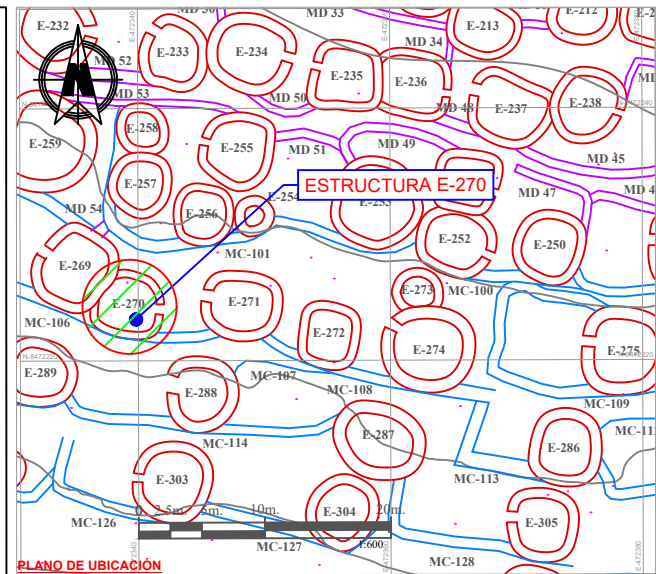 E-232
MD 33
E-213
E-212
MD 34
E-233
E-234
MD 52
E-235
E-236
MD 50
MD 53
MD 48
E-237
E-238
E-258
E-259
E-255
MD 51
MD 49
MD 45
E-257
ESTRUCTURA E-270
MD 47
E-256
MD 54
E-252
E-250
MC-101
E-269
E-270
E-271
E-273
MC-100
MC-106
E-272
E-274
E-275
N-8472220
E-289
MC-107
MC-108
E-288
MC-109
MC-114
E-287
E-286
MC-113
E-303
0 2.5m. 5m. 10m. 20m.
E-304
E-305
MC-126
MC-127
1:600
MC-128
PLANO DE UBICACIÓN
E-472340
E-472360
E-472380